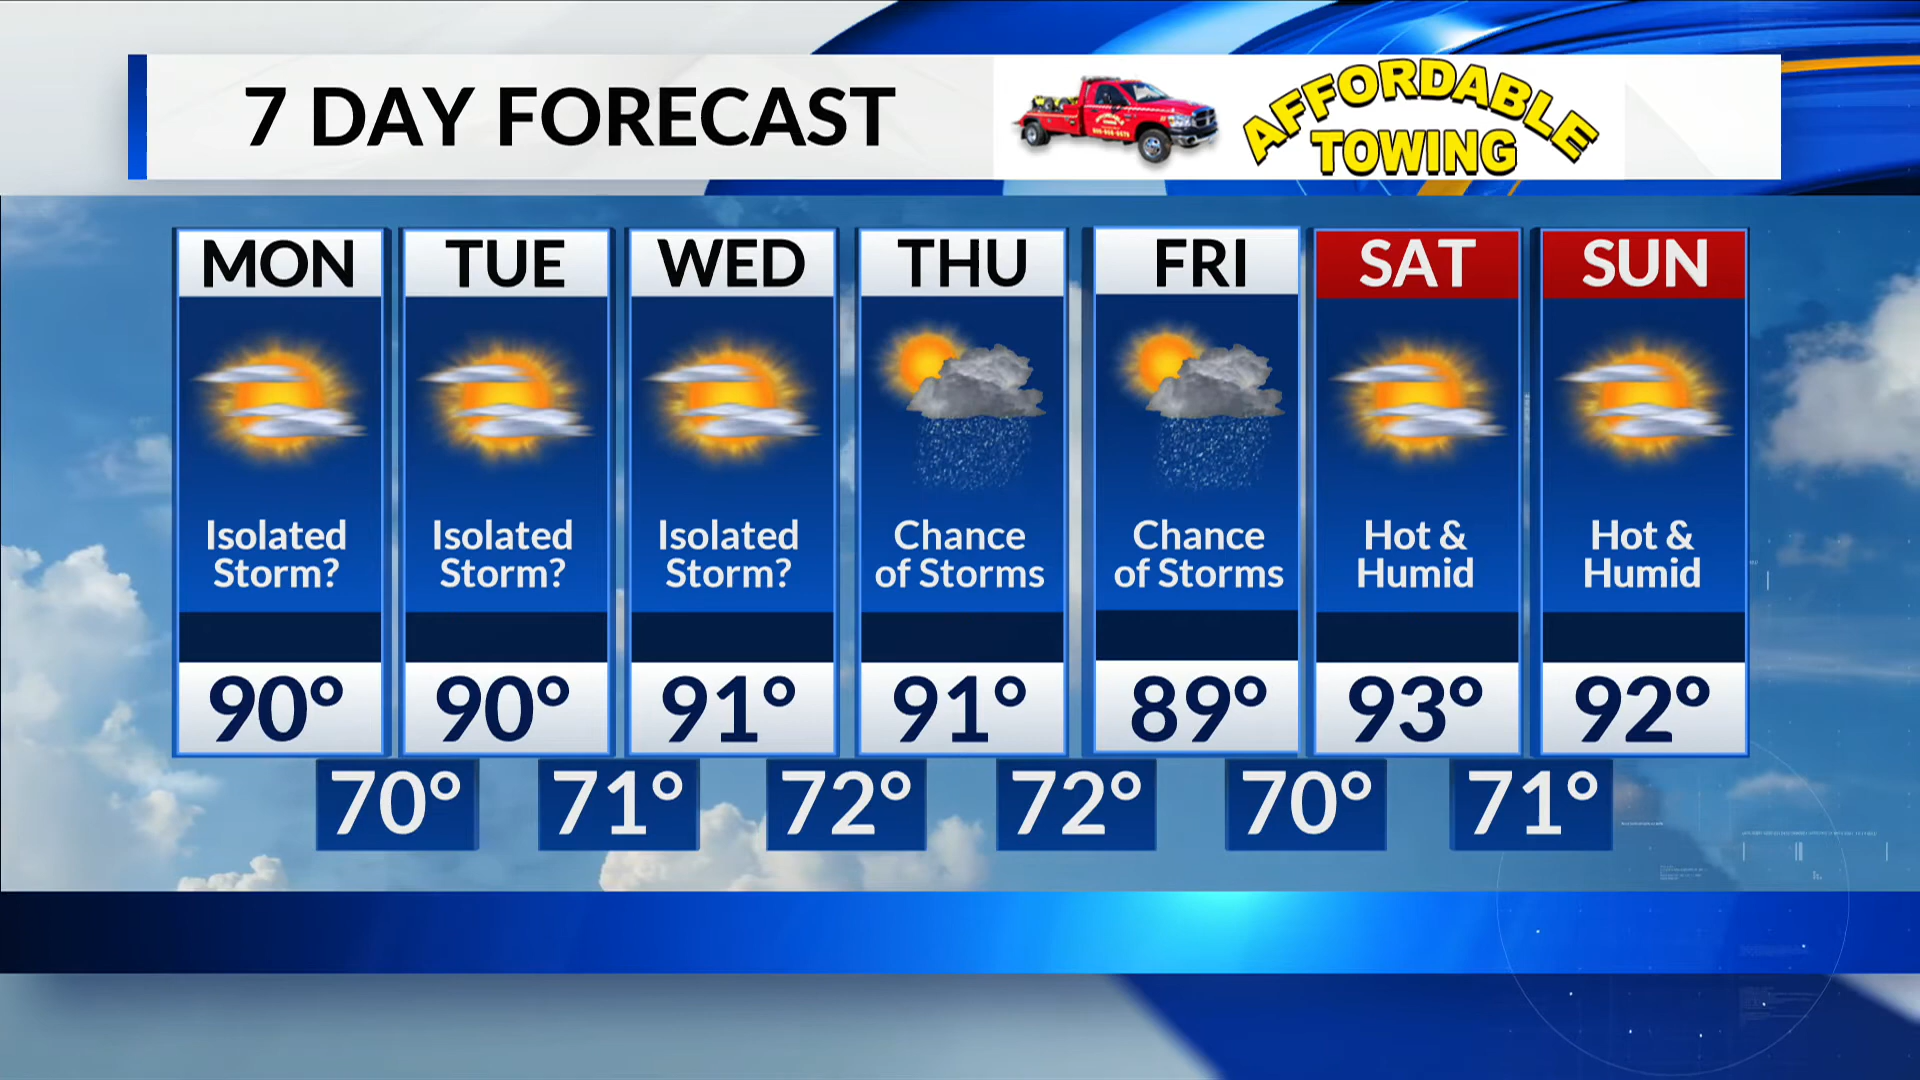 7 DAY FORECAST
AFFORDABLE
TOWING
MON TUE WED THU FRI SAT SUN
Isolated Isolated Isolated Chance Chance Hot & Hot &
Storm? Storm? Storm? of Storms of Storms Humid Humid
90° 90° 91° 91° 89° 93° 92°
70° 71° 72° 72° 70° 71°